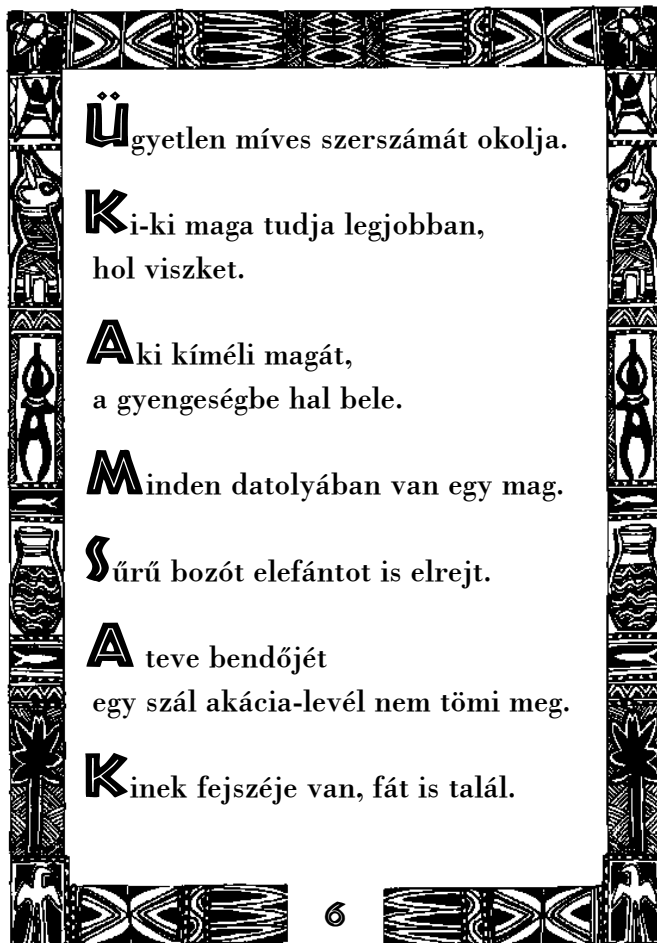 Ügyetlen míves szerszámát okolja.
Ki-ki maga tudja legjobban,
hol viszket.
Aki kíméli magát,
a gyengeségbe hal bele.
Minden datolyában van egy mag.
Sűrű bozót elefántot is elrejt.
A teve bendőjét
egy szál akácia-levél nem tömi meg.
Kinek fejszéje van, fát is talál.
6